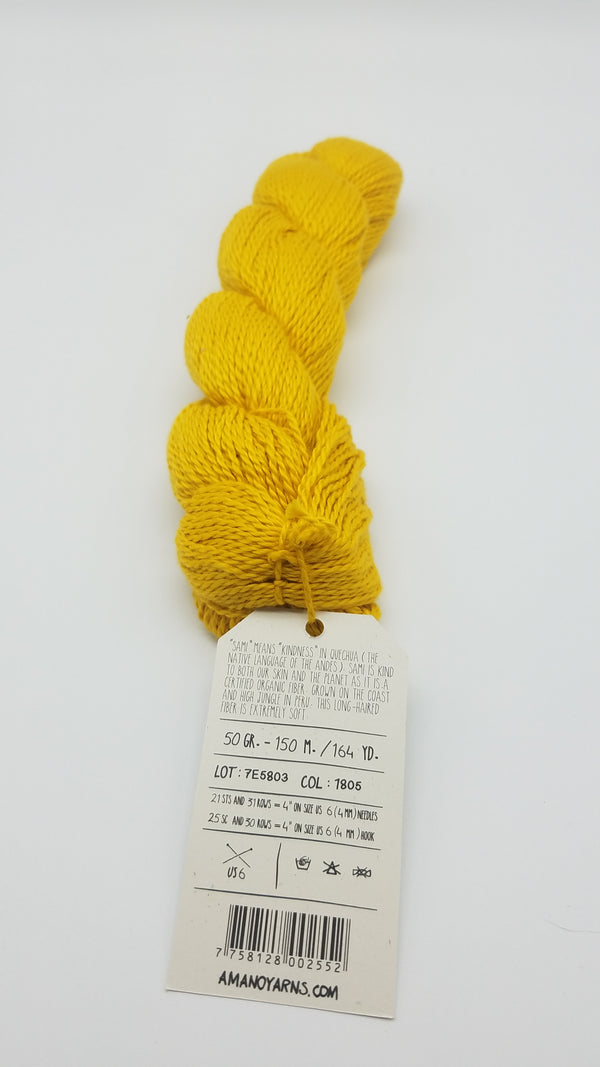 "SAMI" MEANS "KINDNESS" IN QUECHUA (THE
NATIVE LANGUAGE OF THE ANDES). SAMI IS KIND
TO BOTH OUR SKIN AND THE PLANET AS IT IS A
CERTIFIED ORGANIC FIBER. GROWN ON THE COAST
AND HIGH JUNGLE IN PERU. THIS LONG-HAIRED
FIBER IS EXTREMELY SOFT
50 GR. - 150 M. / 164 YD.
LOT: 7E5803 COL: 1805
21 STS AND 31 ROWS = 4" ON SIZE US 6 (4 MM) NEEDLES
25 SC AND 30 ROWS = 4" ON SIZE US 6 (4 MM) HOOK
US 6
7 758128 002552
AMANOYARNS.COM